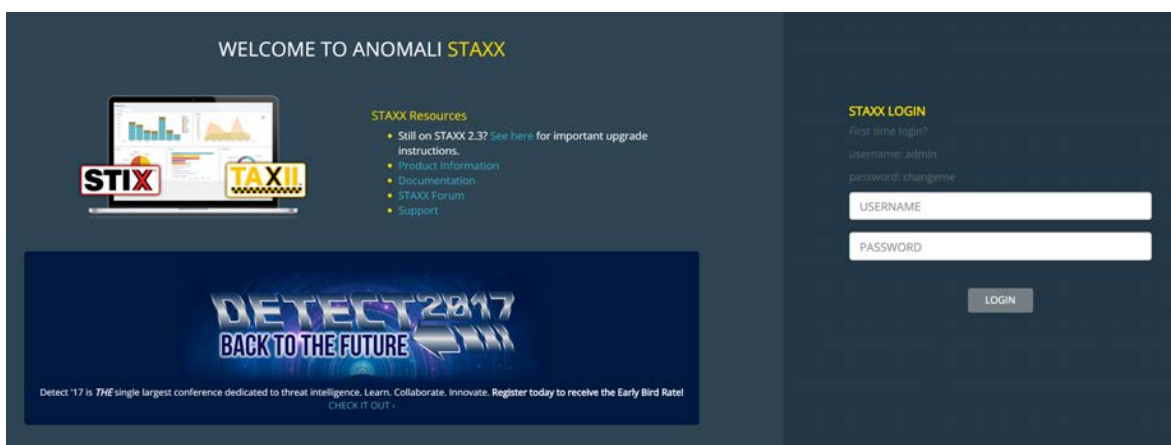 WELCOME TO ANOMALI STAXX
STIX
TAXII
STAXX Resources
Still on STAXX 2.3? See here for important upgrade
instructions.
Product Information
Documentation
STAXX Forum
Support
DETECT 2017
BACK TO THE FUTURE
Detect '17 is THE single largest conference dedicated to threat intelligence. Learn. Collaborate. Innovate. Register today to receive the Early Bird Rate!
CHECK IT OUT ›
STAXX LOGIN
First time login?
username: admin
password: changeme
USERNAME
PASSWORD
LOGIN